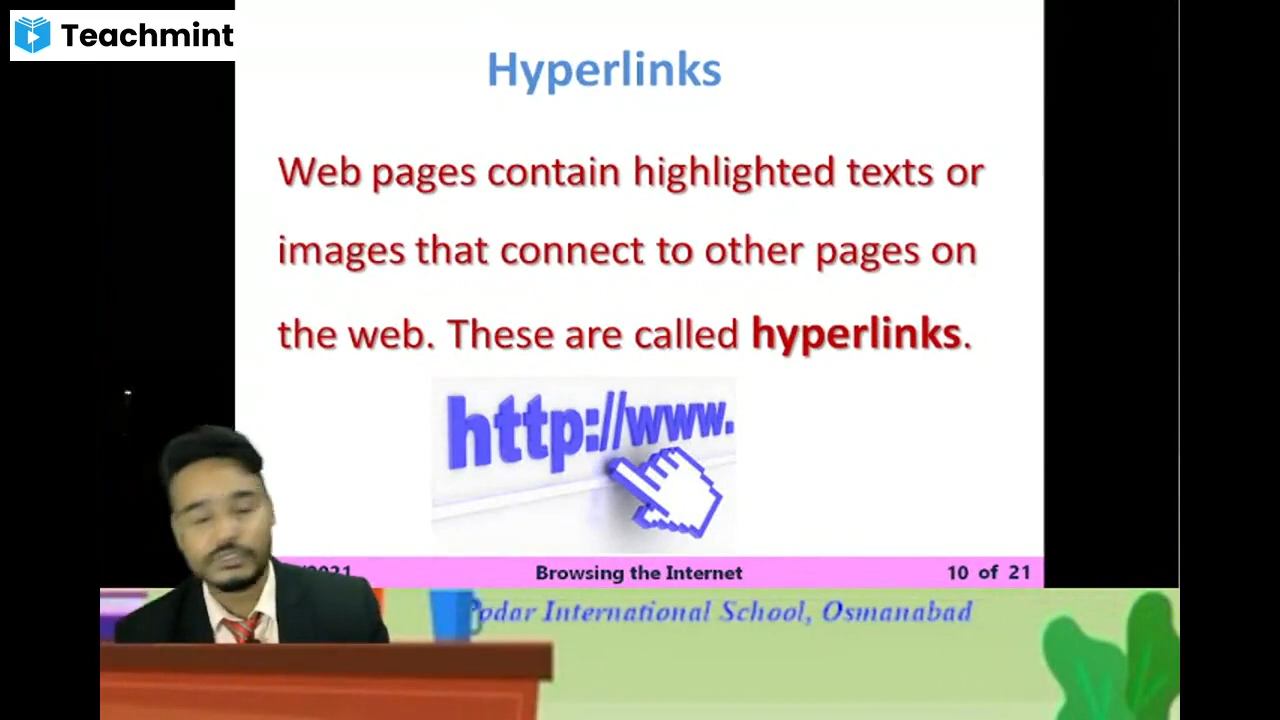 Teachmint
Hyperlinks
Web pages contain highlighted texts or
images that connect to other pages on
the web. These are called hyperlinks.
http://www.
Browsing the Internet
10 of 21
odar International School, Osmanabad